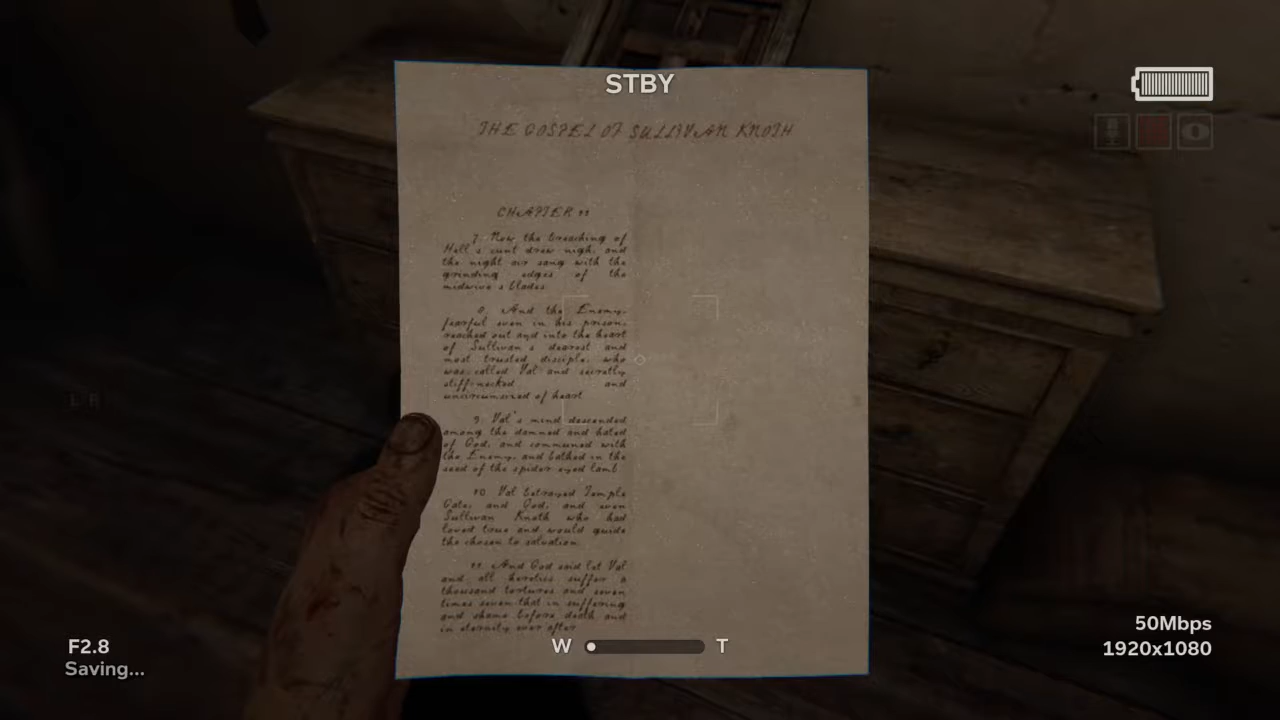 STBY
THE GOSPEL OF SULLIVAN KNOTH
CHAPTER 11
7. Now the breaching of
Hell's cunt drew nigh, and
the night air sang with the
grinding edges of the
midwive's blades.
8. And the Enemy,
fearful even in his prison,
reached out and into the heart
of Sullivan's dearest and
most trusted disciple, who
was called Val and secretly
stiff-necked and
uncircumcised of heart.
9. Val's mind descended
among the damned and hated
of God, and communed with
the Enemy, and bathed in the
seed of the spider eyed lamb
10. Val betrayed Temple
Gate, and God, and even
Sullivan Knoth who had
loved true and would guide
the chosen to salvation.
11. And God said let Val
and all heretics suffer a
thousand tortures and seven
times seven that in suffering
and shame before death and
in eternity ever after
L R
F2.8
Saving...
W T
50Mbps
1920x1080